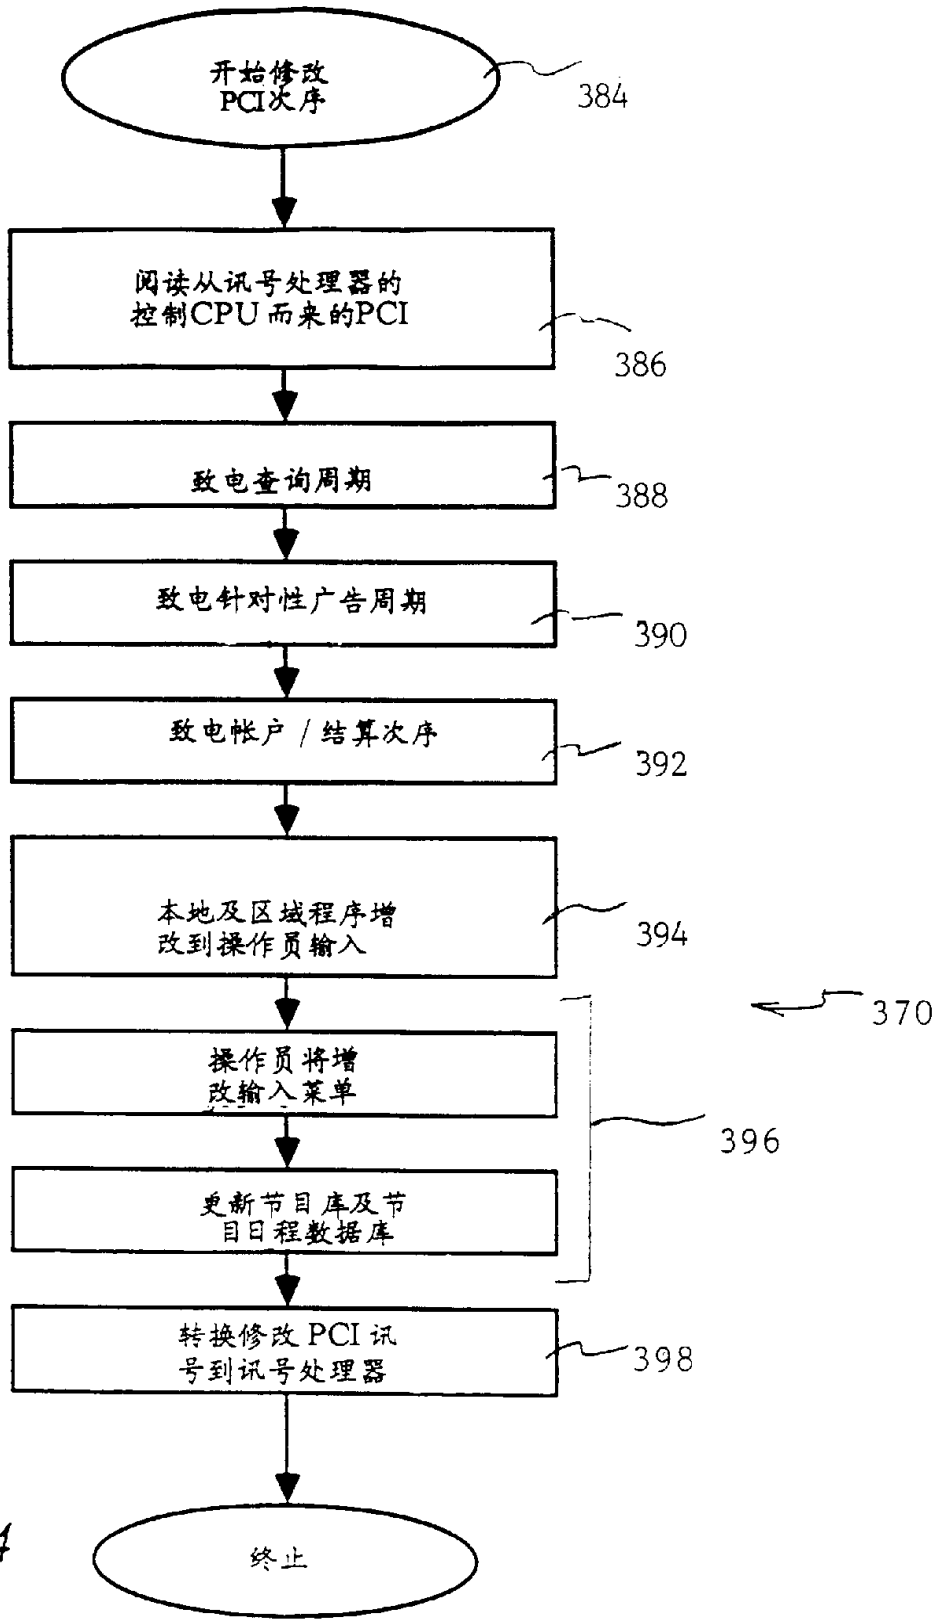 开始修改
PCI次序
384
阅读从讯号处理器的
控制CPU而来的PCI
386
致电查询周期
388
致电针对性广告周期
390
致电帐户/结算次序
392
本地及区域程序增
改到操作员输入
394
370
操作员将增
改输入菜单
396
更新节目库及节
目日程数据库
转换修改 PCI 讯
号到讯号处理器
398
终止